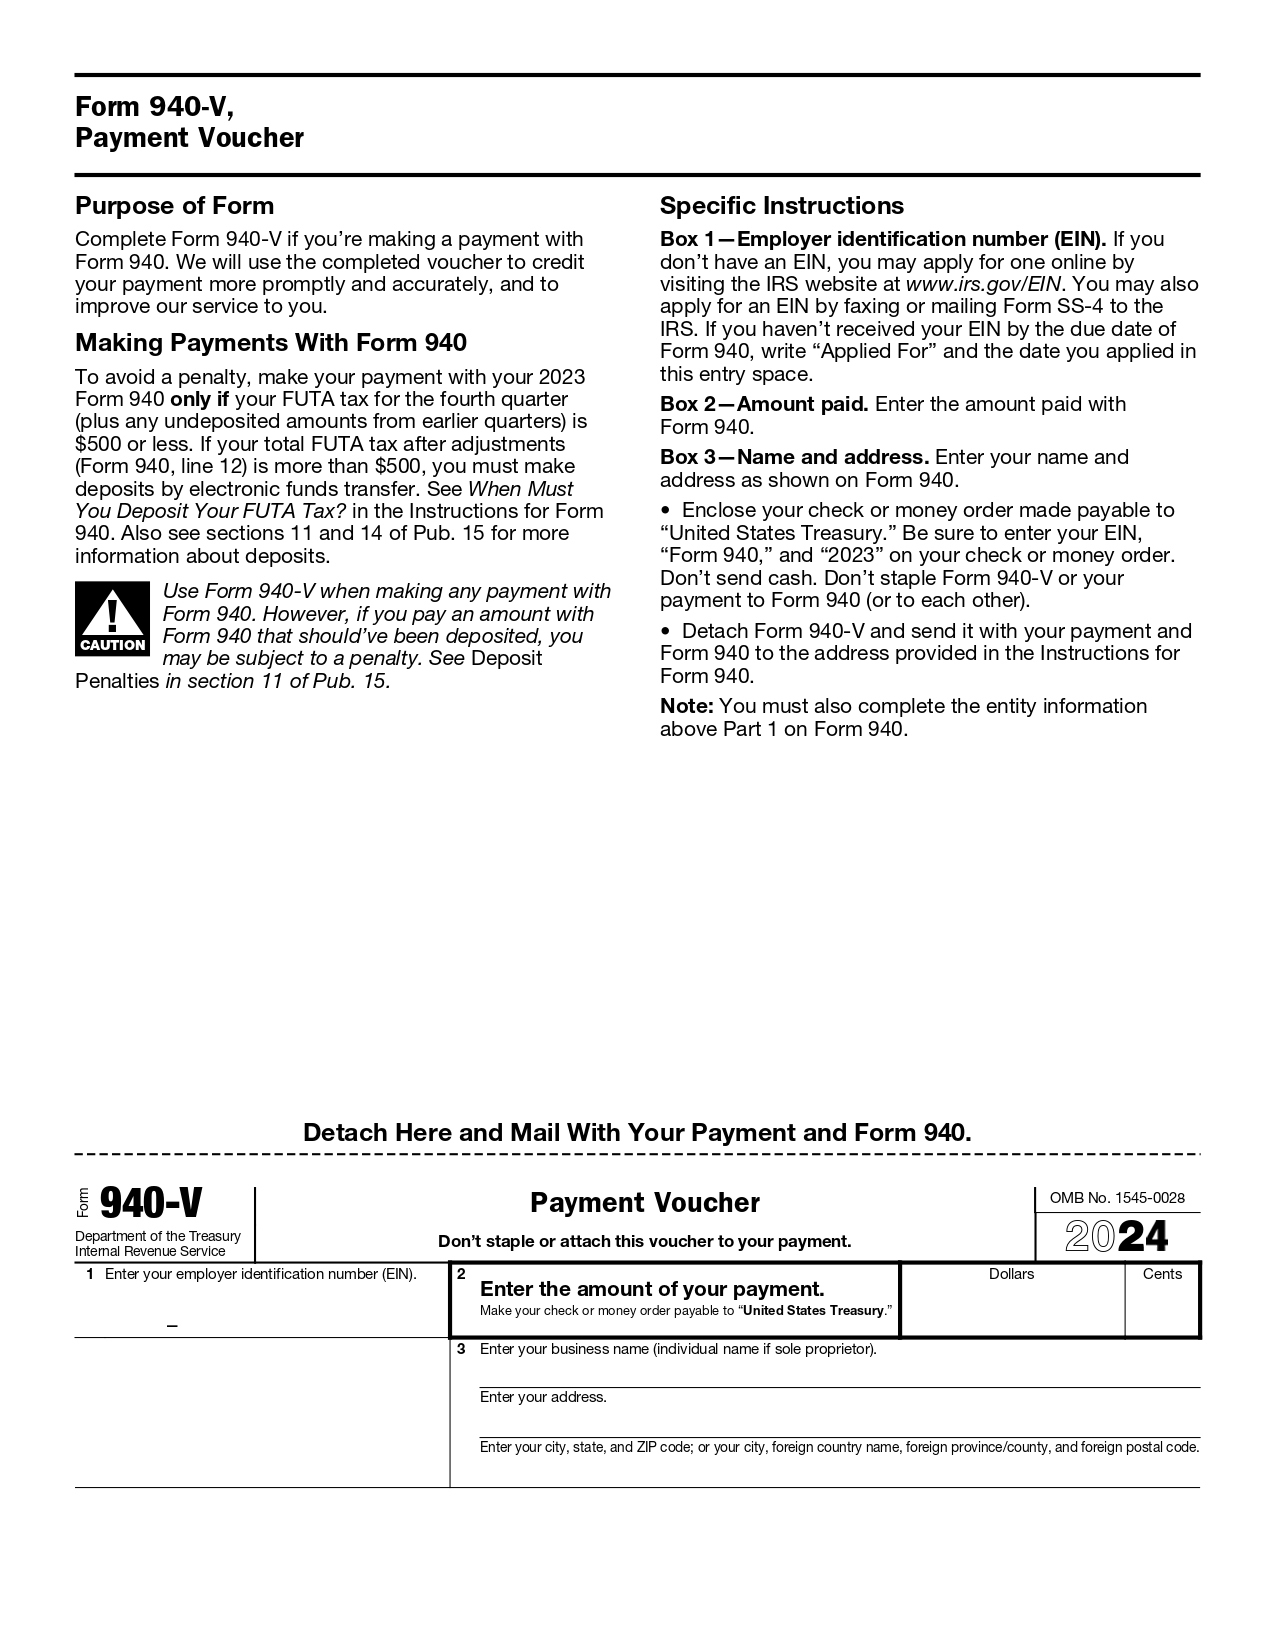 Form 940-V,
Payment Voucher
Purpose of Form
Complete Form 940-V if you’re making a payment with
Form 940. We will use the completed voucher to credit
your payment more promptly and accurately, and to
improve our service to you.
Making Payments With Form 940
To avoid a penalty, make your payment with your 2023
Form 940 only if your FUTA tax for the fourth quarter
(plus any undeposited amounts from earlier quarters) is
$500 or less. If your total FUTA tax after adjustments
(Form 940, line 12) is more than $500, you must make
deposits by electronic funds transfer. See When Must
You Deposit Your FUTA Tax? in the Instructions for Form
940. Also see sections 11 and 14 of Pub. 15 for more
information about deposits.
CAUTION
Use Form 940-V when making any payment with
Form 940. However, if you pay an amount with
Form 940 that should’ve been deposited, you
may be subject to a penalty. See Deposit
Penalties in section 11 of Pub. 15.
Specific Instructions
Box 1—Employer identification number (EIN). If you
don’t have an EIN, you may apply for one online by
visiting the IRS website at www.irs.gov/EIN. You may also
apply for an EIN by faxing or mailing Form SS-4 to the
IRS. If you haven’t received your EIN by the due date of
Form 940, write “Applied For” and the date you applied in
this entry space.
Box 2—Amount paid. Enter the amount paid with
Form 940.
Box 3—Name and address. Enter your name and
address as shown on Form 940.
• Enclose your check or money order made payable to
“United States Treasury.” Be sure to enter your EIN,
“Form 940,” and “2023” on your check or money order.
Don’t send cash. Don’t staple Form 940-V or your
payment to Form 940 (or to each other).
• Detach Form 940-V and send it with your payment and
Form 940 to the address provided in the Instructions for
Form 940.
Note: You must also complete the entity information
above Part 1 on Form 940.
Detach Here and Mail With Your Payment and Form 940.
Form 940-V
Department of the Treasury
Internal Revenue Service
Payment Voucher
Don’t staple or attach this voucher to your payment.
OMB No. 1545-0028
2024
1 Enter your employer identification number (EIN).
–
2
Enter the amount of your payment.
Make your check or money order payable to “United States Treasury.”
Dollars
Cents
3 Enter your business name (individual name if sole proprietor).
Enter your address.
Enter your city, state, and ZIP code; or your city, foreign country name, foreign province/county, and foreign postal code.